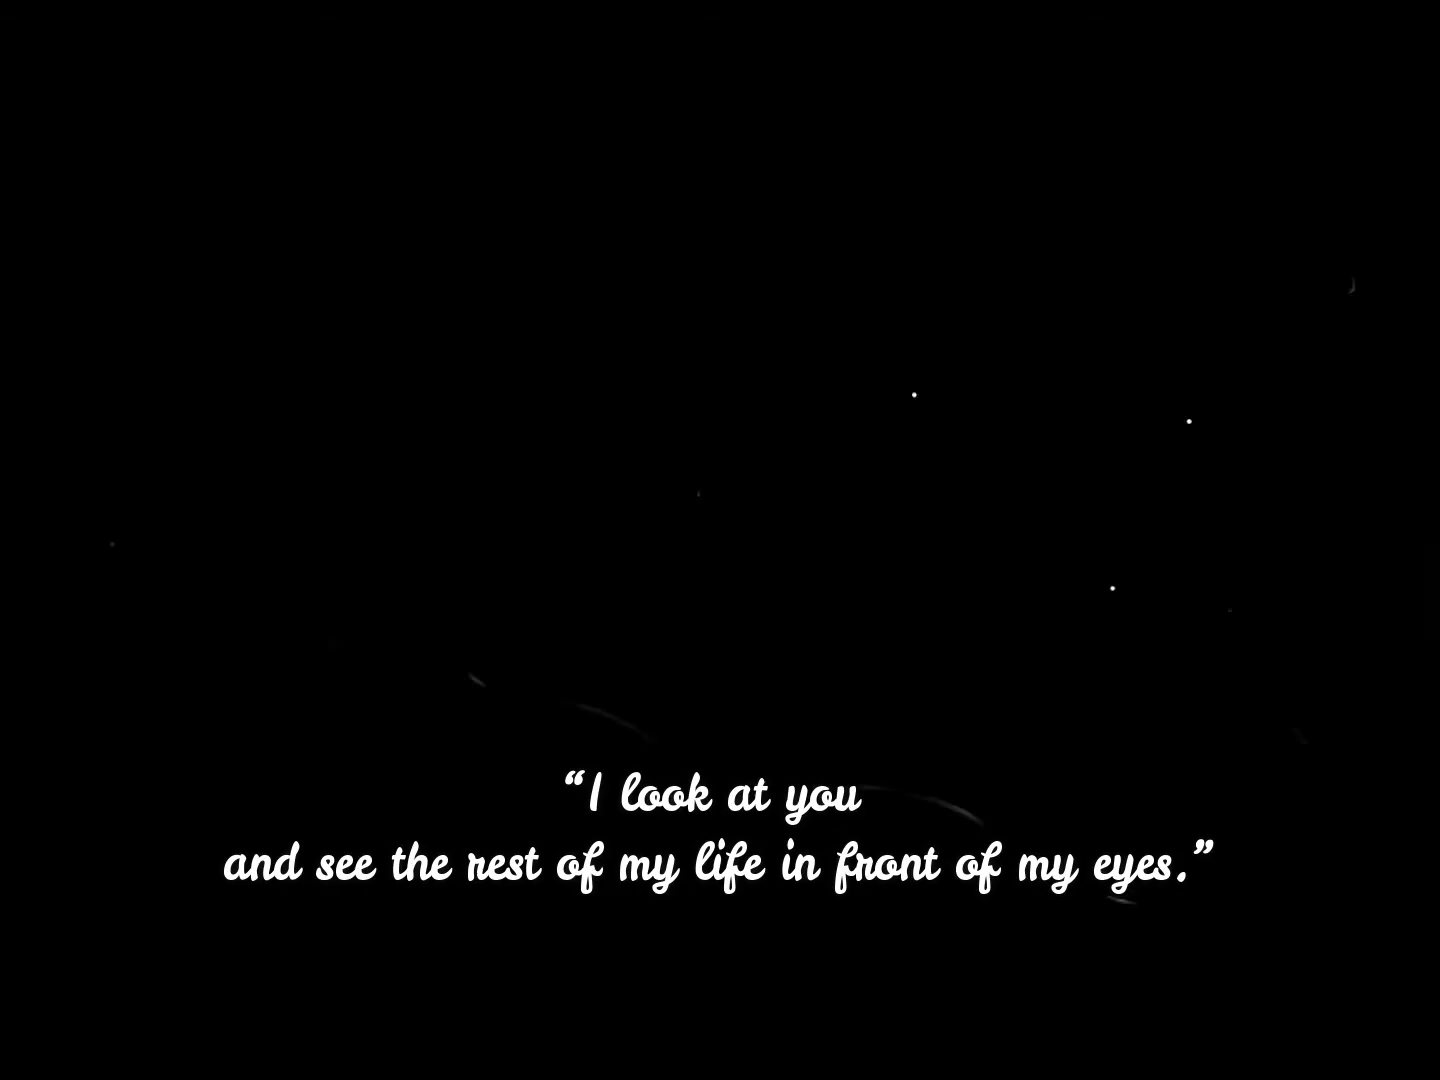 “I look at you
and see the rest of my life in front of my eyes.”